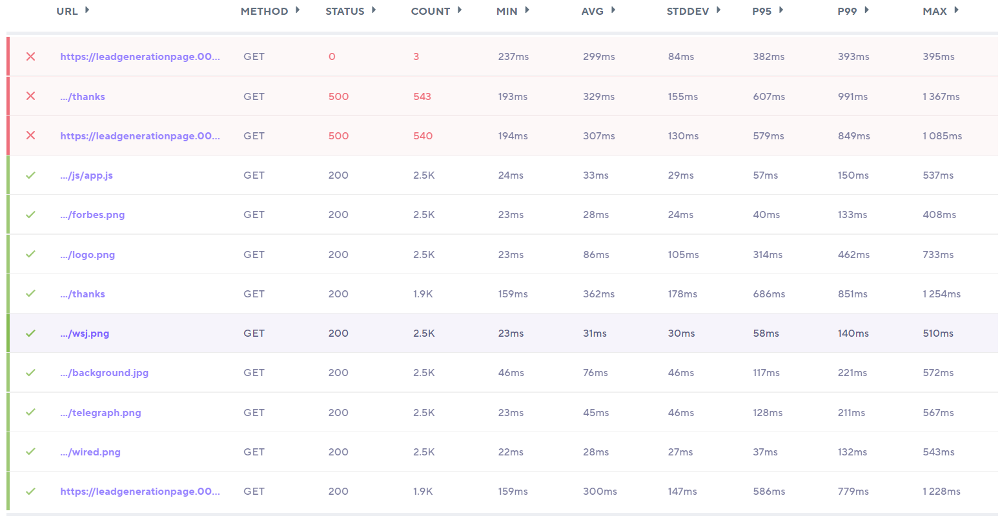 URL METHOD STATUS COUNT MIN AVG STDDEV P95 P99 MAX
https://leadgenerationpage.00... GET 0 3 237ms 299ms 84ms 382ms 393ms 395ms
.../thanks GET 500 543 193ms 329ms 155ms 607ms 991ms 1 367ms
https://leadgenerationpage.00... GET 500 540 194ms 307ms 130ms 579ms 849ms 1 085ms
.../js/app.js GET 200 2.5K 24ms 33ms 29ms 57ms 150ms 537ms
.../forbes.png GET 200 2.5K 23ms 28ms 24ms 40ms 133ms 408ms
.../logo.png GET 200 2.5K 23ms 86ms 105ms 314ms 462ms 733ms
.../thanks GET 200 1.9K 159ms 362ms 178ms 686ms 851ms 1 254ms
.../wsj.png GET 200 2.5K 23ms 31ms 30ms 58ms 140ms 510ms
.../background.jpg GET 200 2.5K 46ms 76ms 46ms 117ms 221ms 572ms
.../telegraph.png GET 200 2.5K 23ms 45ms 46ms 128ms 211ms 567ms
.../wired.png GET 200 2.5K 22ms 28ms 27ms 37ms 132ms 543ms
https://leadgenerationpage.00... GET 200 1.9K 159ms 300ms 147ms 586ms 779ms 1 228ms